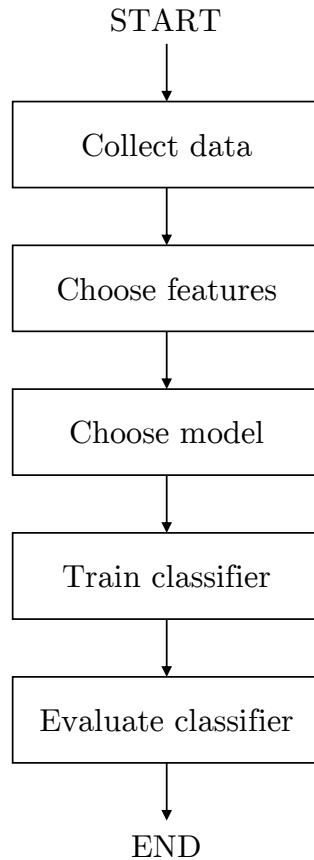 START
Collect data
Choose features
Choose model
Train classifier
Evaluate classifier
END